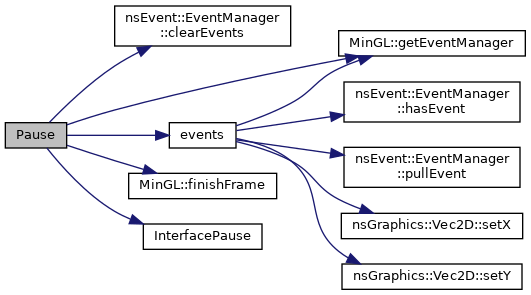 nsEvent::EventManager
::clearEvents
MinGL::getEventManager
nsEvent::EventManager
::hasEvent
Pause
events
nsEvent::EventManager
::pullEvent
MinGL::finishFrame
nsGraphics::Vec2D::setX
InterfacePause
nsGraphics::Vec2D::setY